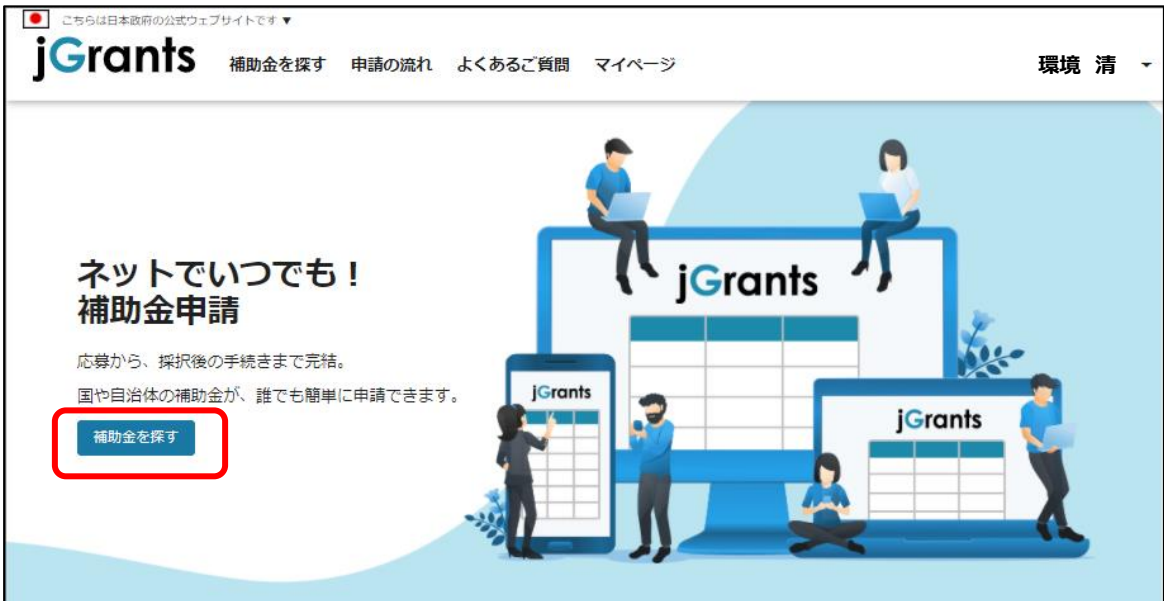 こちらは日本政府の公式ウェブサイトです ▼
jGrants 補助金を探す 申請の流れ よくあるご質問 マイページ 環境 清
ネットでいつでも！
補助金申請
応募から、採択後の手続きまで完結。
国や自治体の補助金が、誰でも簡単に申請できます。
補助金を探す
jGrants
jGrants
jGrants